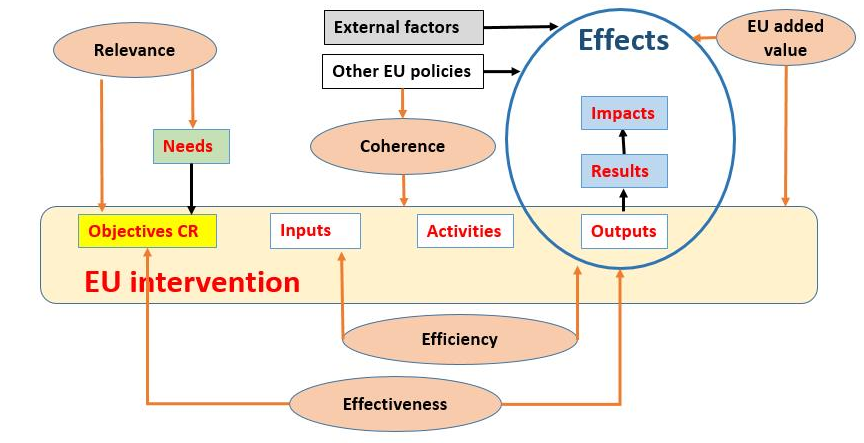 Relevance
External factors
Other EU policies
Effects
EU added
value
Needs
Coherence
Impacts
Results
Objectives CR
Inputs
Activities
Outputs
EU intervention
Efficiency
Effectiveness